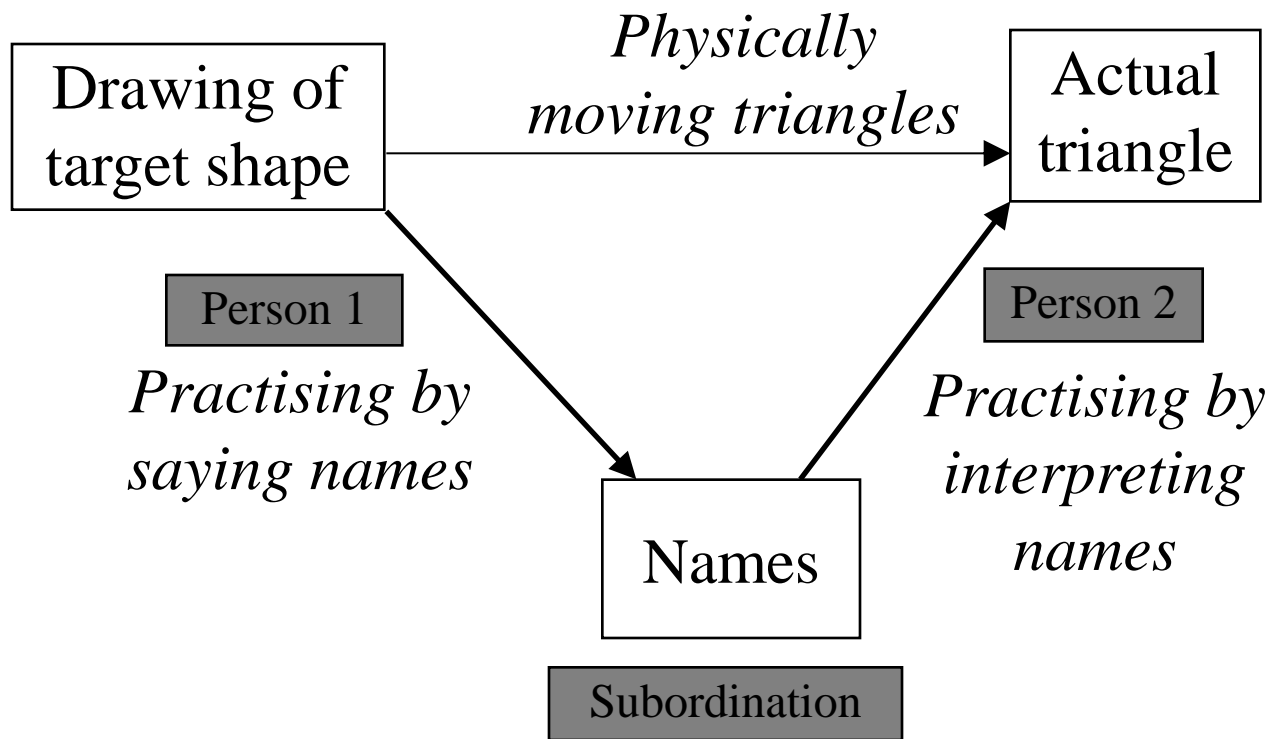 Drawing of
target shape
Physically
moving triangles
Actual
triangle
Person 1
Practising by
saying names
Person 2
Practising by
interpreting
names
Names
Subordination